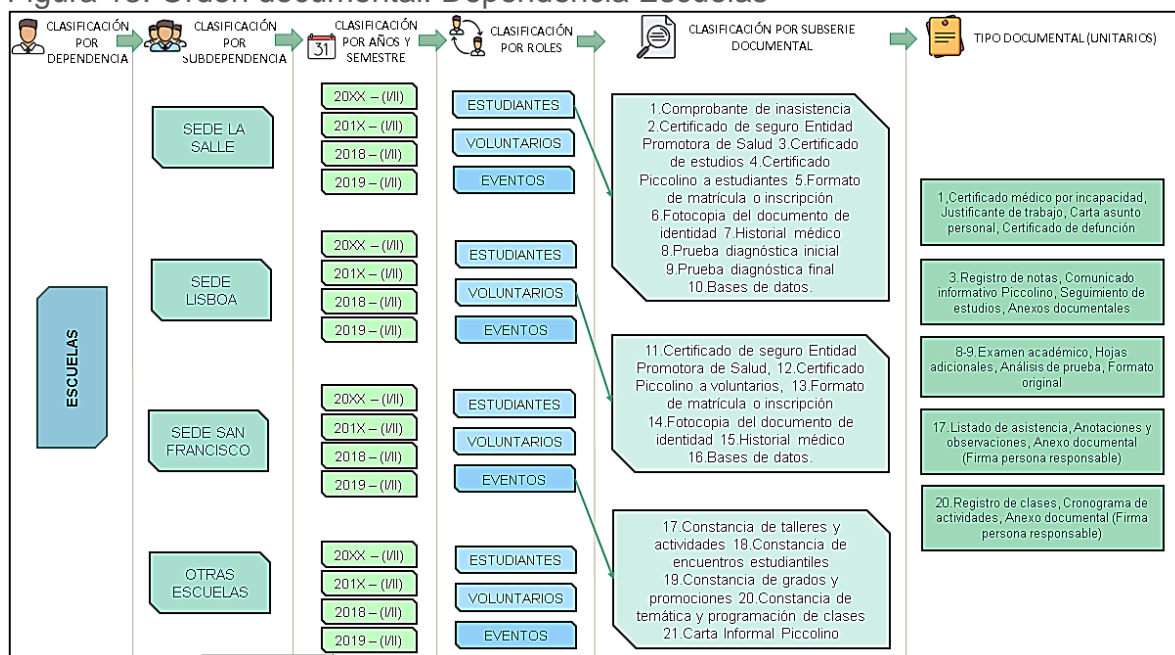 Figura 18. Orden documental. Dependencia Escuelas
CLASIFICACIÓN
POR
DEPENDENCIA
CLASIFICACIÓN
POR
SUBDEPENDENCIA
31
CLASIFICACIÓN
POR AÑOS Y
SEMESTRE
CLASIFICACIÓN
POR ROLES
CLASIFICACIÓN POR SUBSERIE
DOCUMENTAL
TIPO DOCUMENTAL (UNITARIOS)
ESCUELAS
SEDE LA
SALLE
20XX – (I/II)
201X – (I/II)
2018 – (I/II)
2019 – (I/II)
ESTUDIANTES
VOLUNTARIOS
EVENTOS
SEDE
LISBOA
20XX – (I/II)
201X – (I/II)
2018 – (I/II)
2019 – (I/II)
ESTUDIANTES
VOLUNTARIOS
EVENTOS
SEDE SAN
FRANCISCO
20XX – (I/II)
201X – (I/II)
2018 – (I/II)
2019 – (I/II)
ESTUDIANTES
VOLUNTARIOS
EVENTOS
OTRAS
ESCUELAS
20XX – (I/II)
201X – (I/II)
2018 – (I/II)
2019 – (I/II)
ESTUDIANTES
VOLUNTARIOS
EVENTOS
1.Comprobante de inasistencia
2.Certificado de seguro Entidad
Promotora de Salud 3.Certificado
de estudios 4.Certificado
Piccolino a estudiantes 5.Formato
de matrícula o inscripción
6.Fotocopia del documento de
identidad 7.Historial médico
8.Prueba diagnóstica inicial
9.Prueba diagnóstica final
10.Bases de datos.
11.Certificado de seguro Entidad
Promotora de Salud, 12.Certificado
Piccolino a voluntarios, 13.Formato
de matrícula o inscripción
14.Fotocopia del documento de
identidad 15.Historial médico
16.Bases de datos.
17.Constancia de talleres y
actividades 18.Constancia de
encuentros estudiantiles
19.Constancia de grados y
promociones 20.Constancia de
temática y programación de clases
21.Carta Informal Piccolino
1,Certificado médico por incapacidad,
Justificante de trabajo, Carta asunto
personal, Certificado de defunción
3.Registro de notas, Comunicado
informativo Piccolino, Seguimiento de
estudios, Anexos documentales
8-9.Examen académico, Hojas
adicionales, Análisis de prueba, Formato
original
17.Listado de asistencia, Anotaciones y
observaciones, Anexo documental
(Firma persona responsable)
20.Registro de clases, Cronograma de
actividades, Anexo documental (Firma
persona responsable)